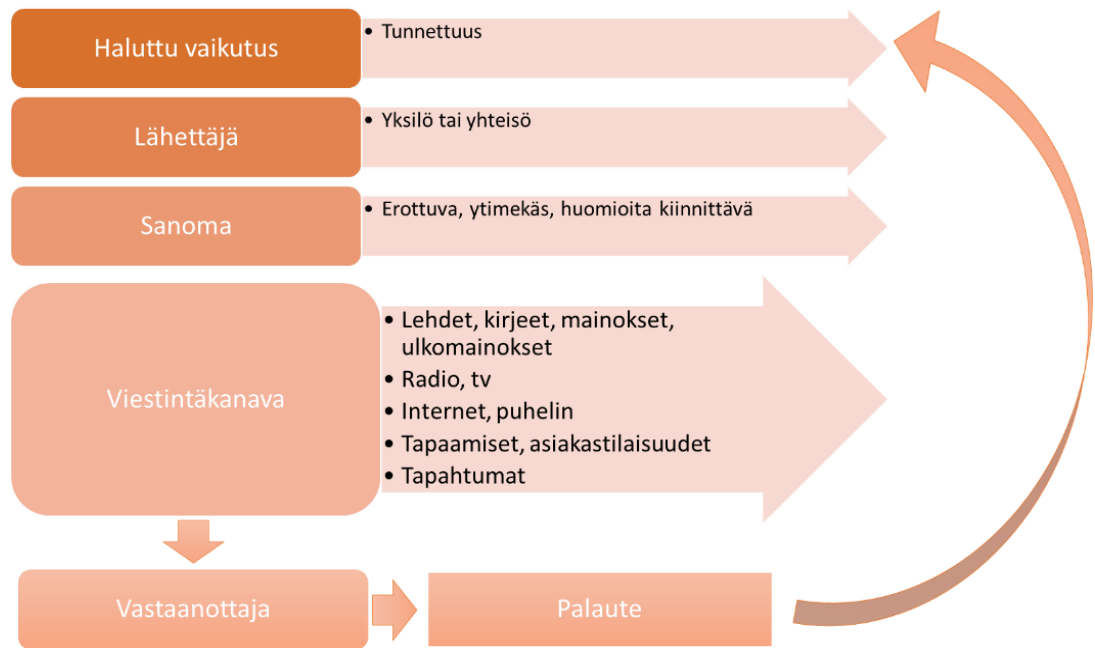 Haluttu vaikutus
• Tunnettuus
Lähettäjä
• Yksilö tai yhteisö
Sanoma
• Erottuva, ytimekäs, huomioita kiinnittävä
Viestintäkanava
• Lehdet, kirjeet, mainokset,
ulkomainokset
• Radio, tv
• Internet, puhelin
• Tapaamiset, asiakastilaisuudet
• Tapahtumat
Vastaanottaja
Palaute